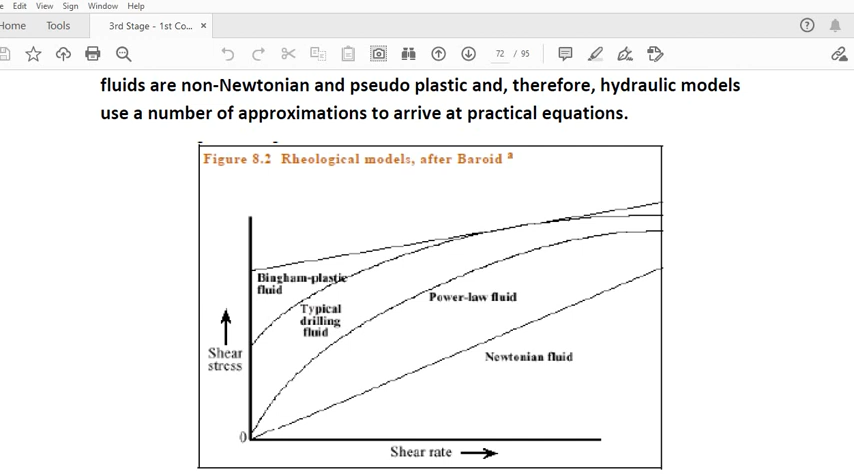 e Edit View Sign Window Help
Home Tools 3rd Stage - 1st Co... ×
72 / 95
fluids are non-Newtonian and pseudo plastic and, therefore, hydraulic models
use a number of approximations to arrive at practical equations.
Figure 8.2 Rheological models, after Baroid a
Bingham-plastic
fluid
Power-law fluid
Typical
drilling
fluid
Shear
stress
Newtonian fluid
0
Shear rate